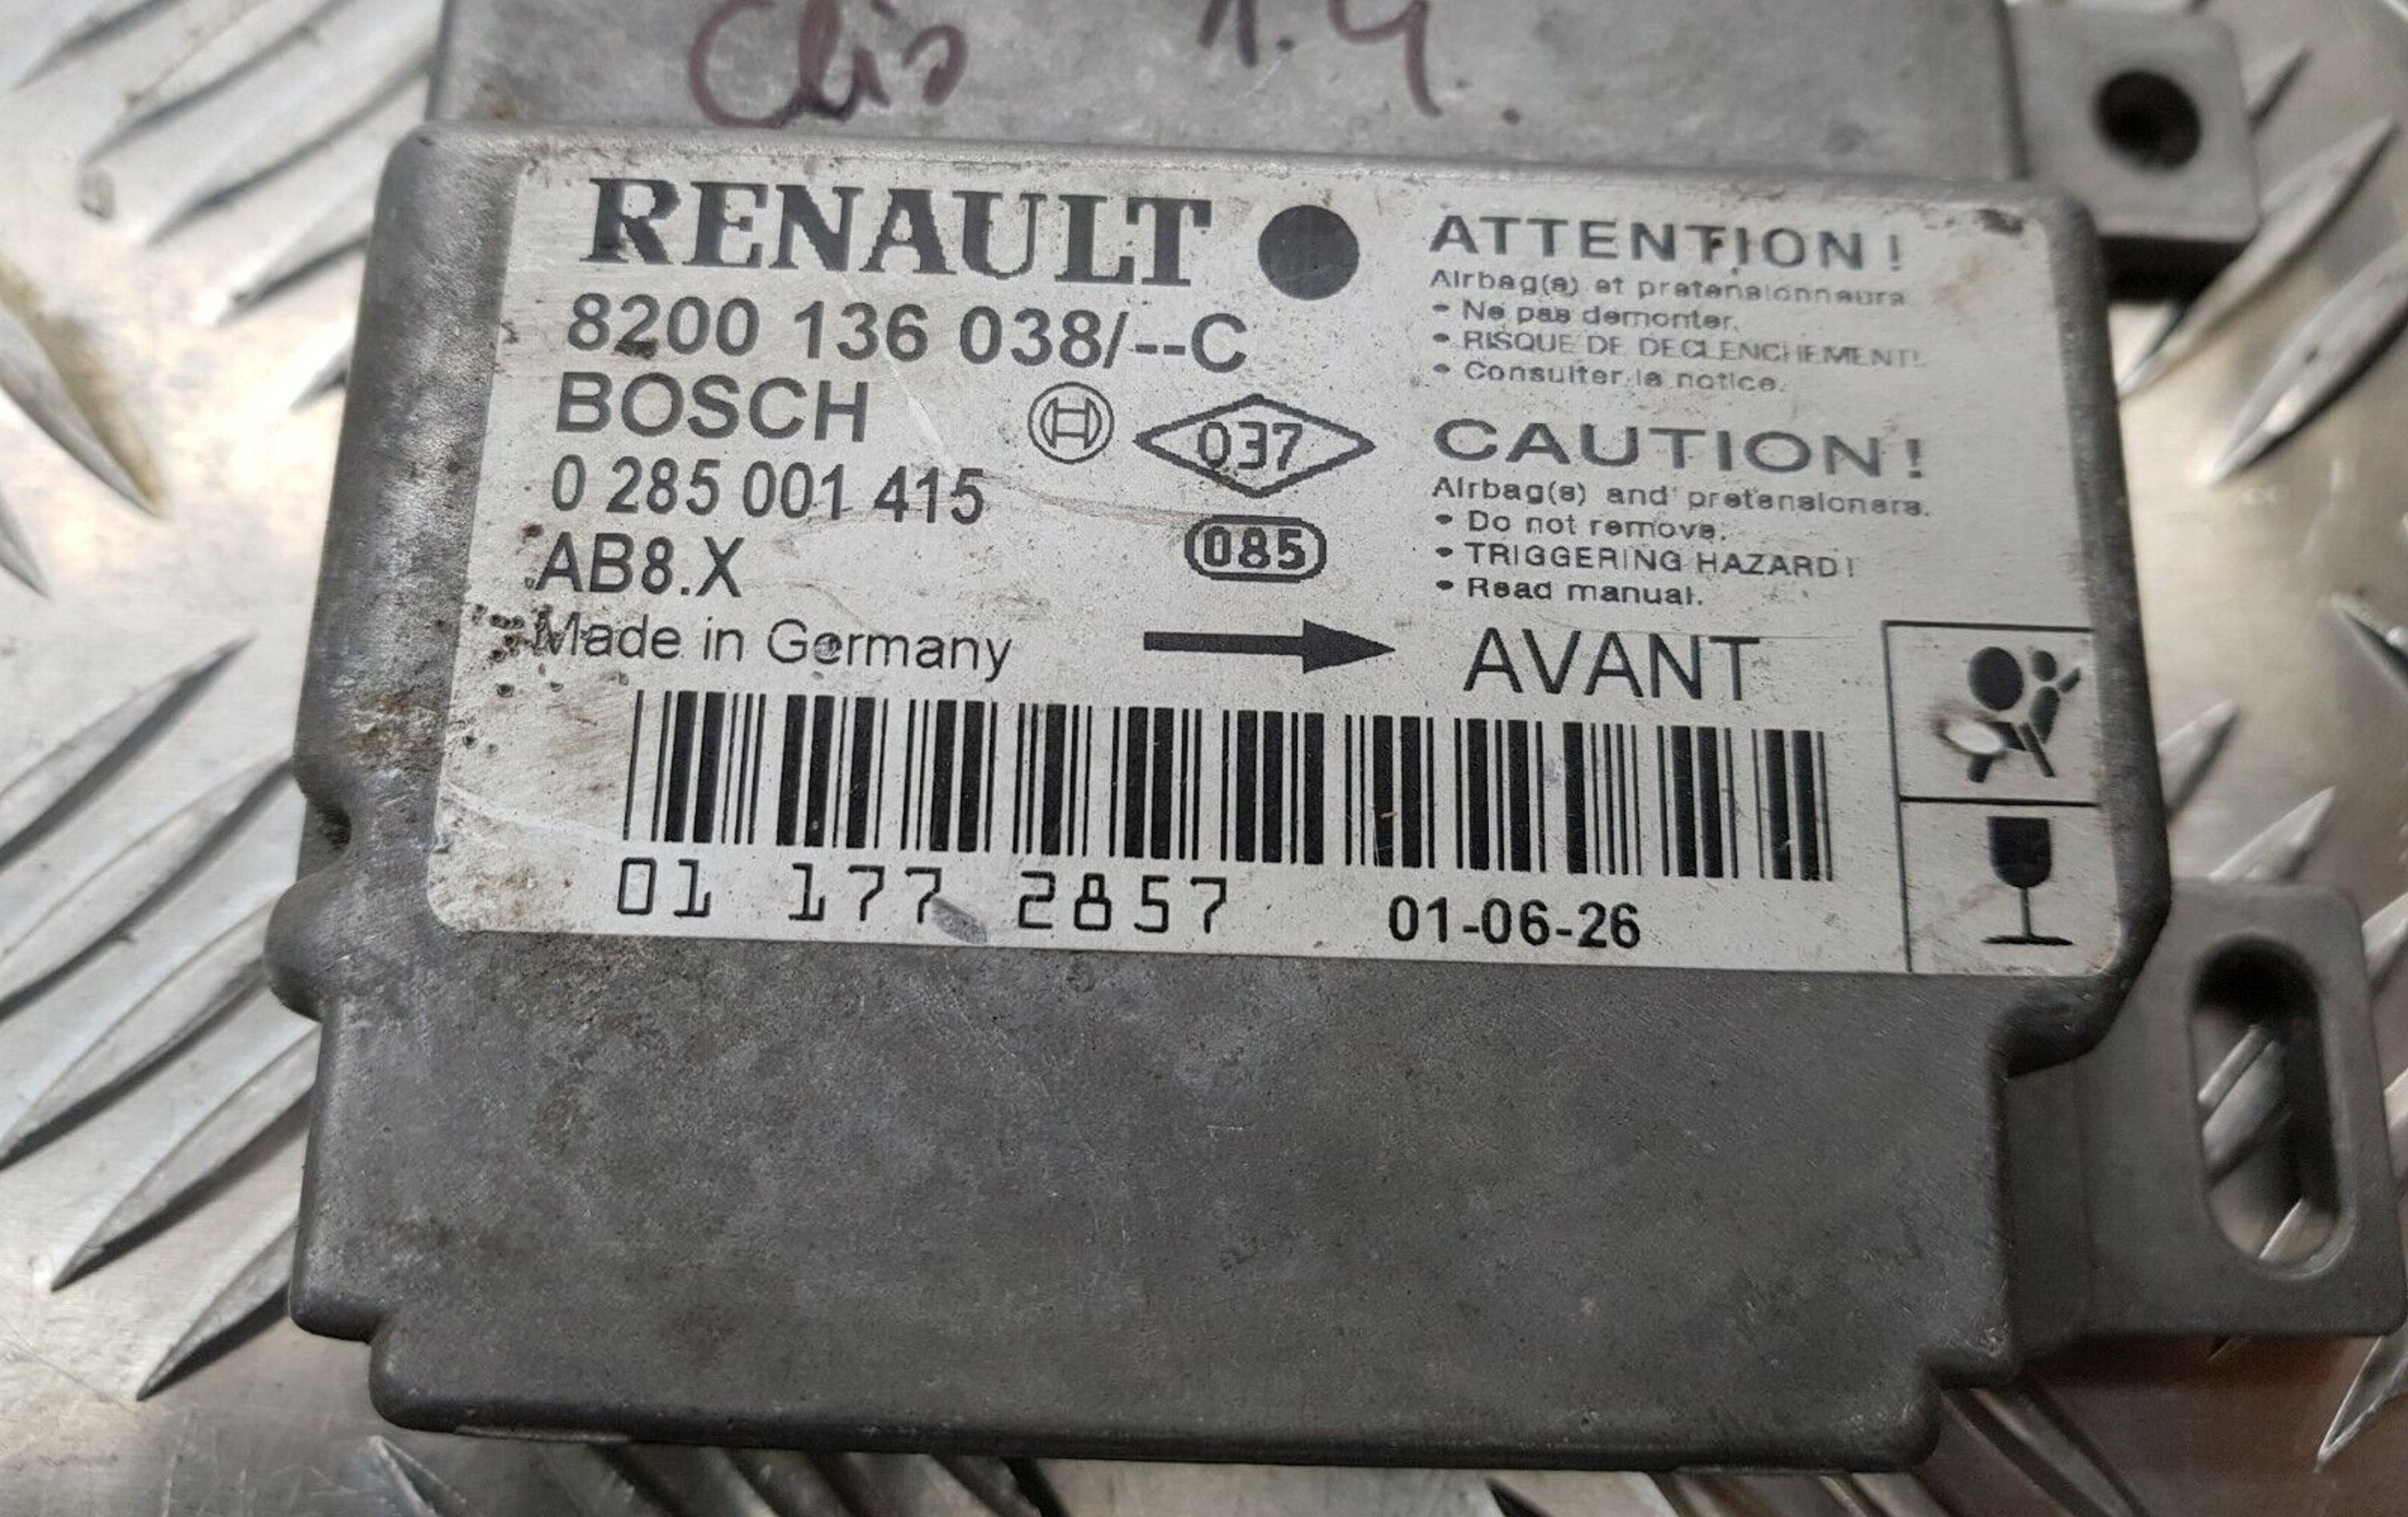 Clio 1.4.
RENAULT
8200 136 038/--C
BOSCH
037
0 285 001 415
085
AB8.X
Made in Germany
ATTENTION !
Airbag(s) et pretensionneurs
- Ne pas demonter.
• RISQUE DE DECLENCHEMENT!
• Consulter la notice.
CAUTION !
Airbag(s) and pretensioners.
• Do not remove.
• TRIGGERING HAZARD!
• Read manual.
AVANT
01 177 2857
01-06-26